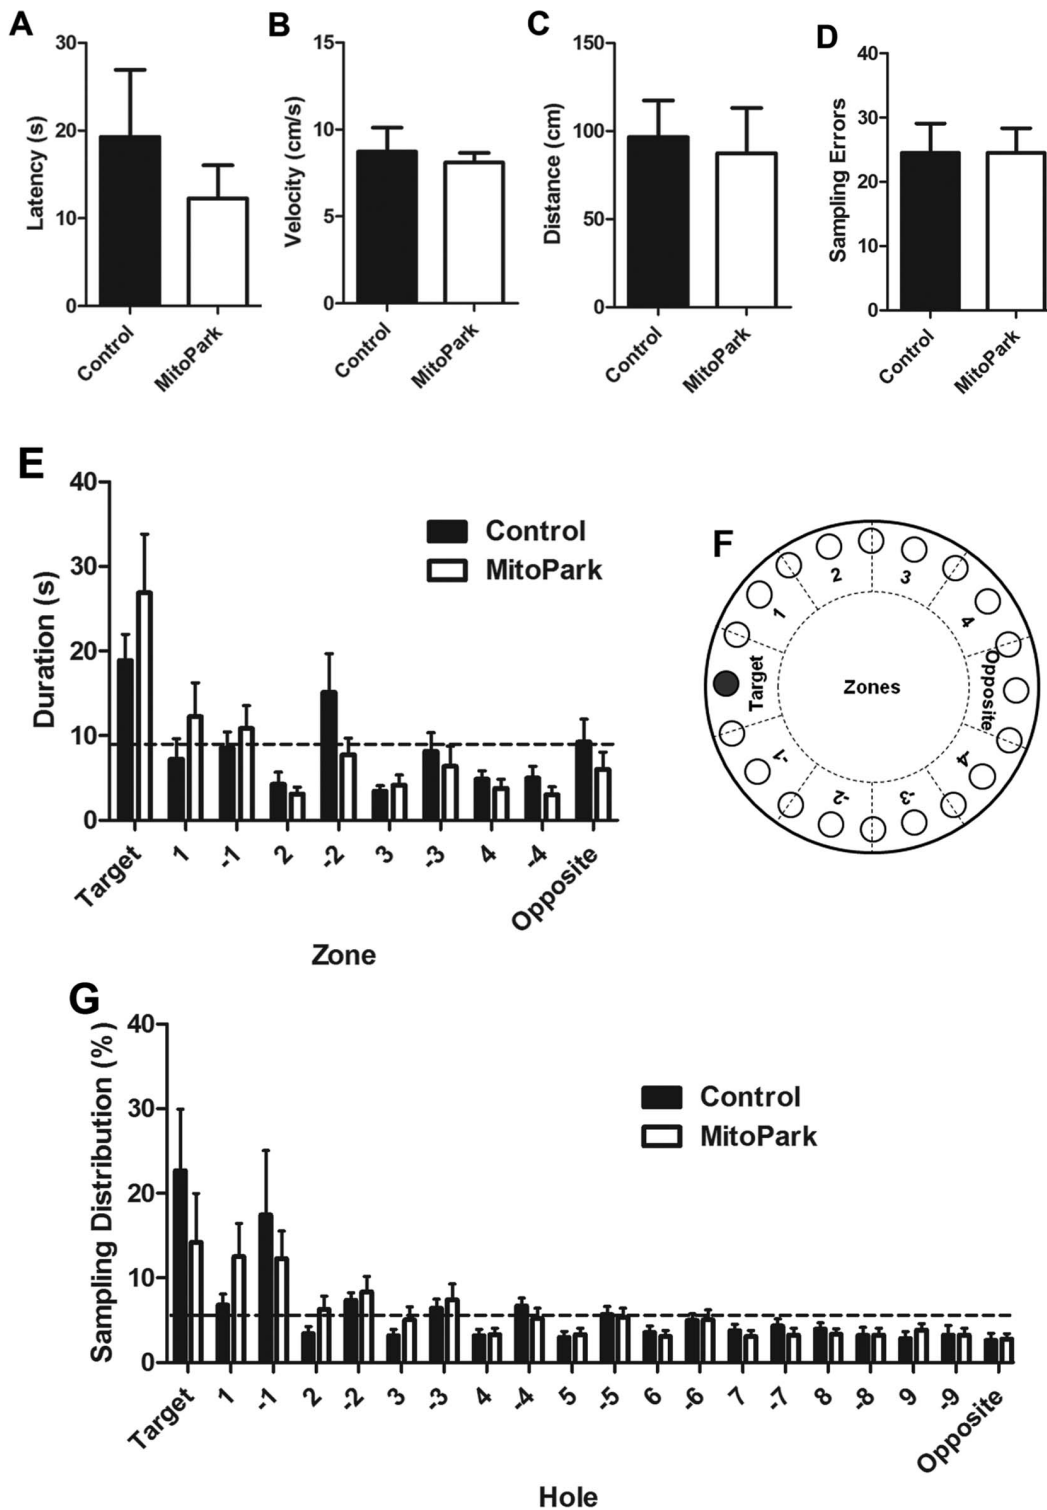 A
Latency (s)
30
20
10
0
Control
MitoPark
B
Velocity (cm/s)
15
10
5
0
Control
MitoPark
C
Distance (cm)
150
100
50
0
Control
MitoPark
D
Sampling Errors
40
30
20
10
0
Control
MitoPark
E
Duration (s)
40
30
20
10
0
Control
MitoPark
Target
1
-1
2
-2
3
-3
4
-4
Opposite
Zone
F
Target
1
2
3
4
Opposite
-4
-3
-2
-1
Zones
G
Sampling Distribution (%)
40
30
20
10
0
Control
MitoPark
Target
1
-1
2
-2
3
-3
4
-4
5
-5
6
-6
7
-7
8
-8
9
-9
Opposite
Hole